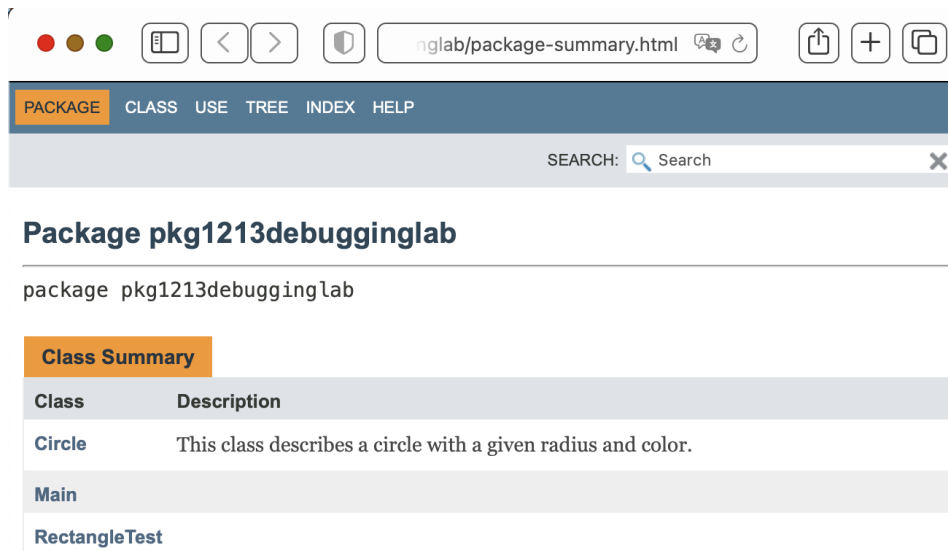 nglab/package-summary.html
PACKAGE CLASS USE TREE INDEX HELP
SEARCH: Search
Package pkg1213debugginglab
package pkg1213debugginglab
Class Summary
Class Description
Circle This class describes a circle with a given radius and color.
Main
RectangleTest